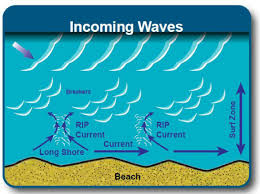 Incoming Waves
Breakers
RIP
Current
RIP
Current
Surf Zone
Long Shore
Current
Beach